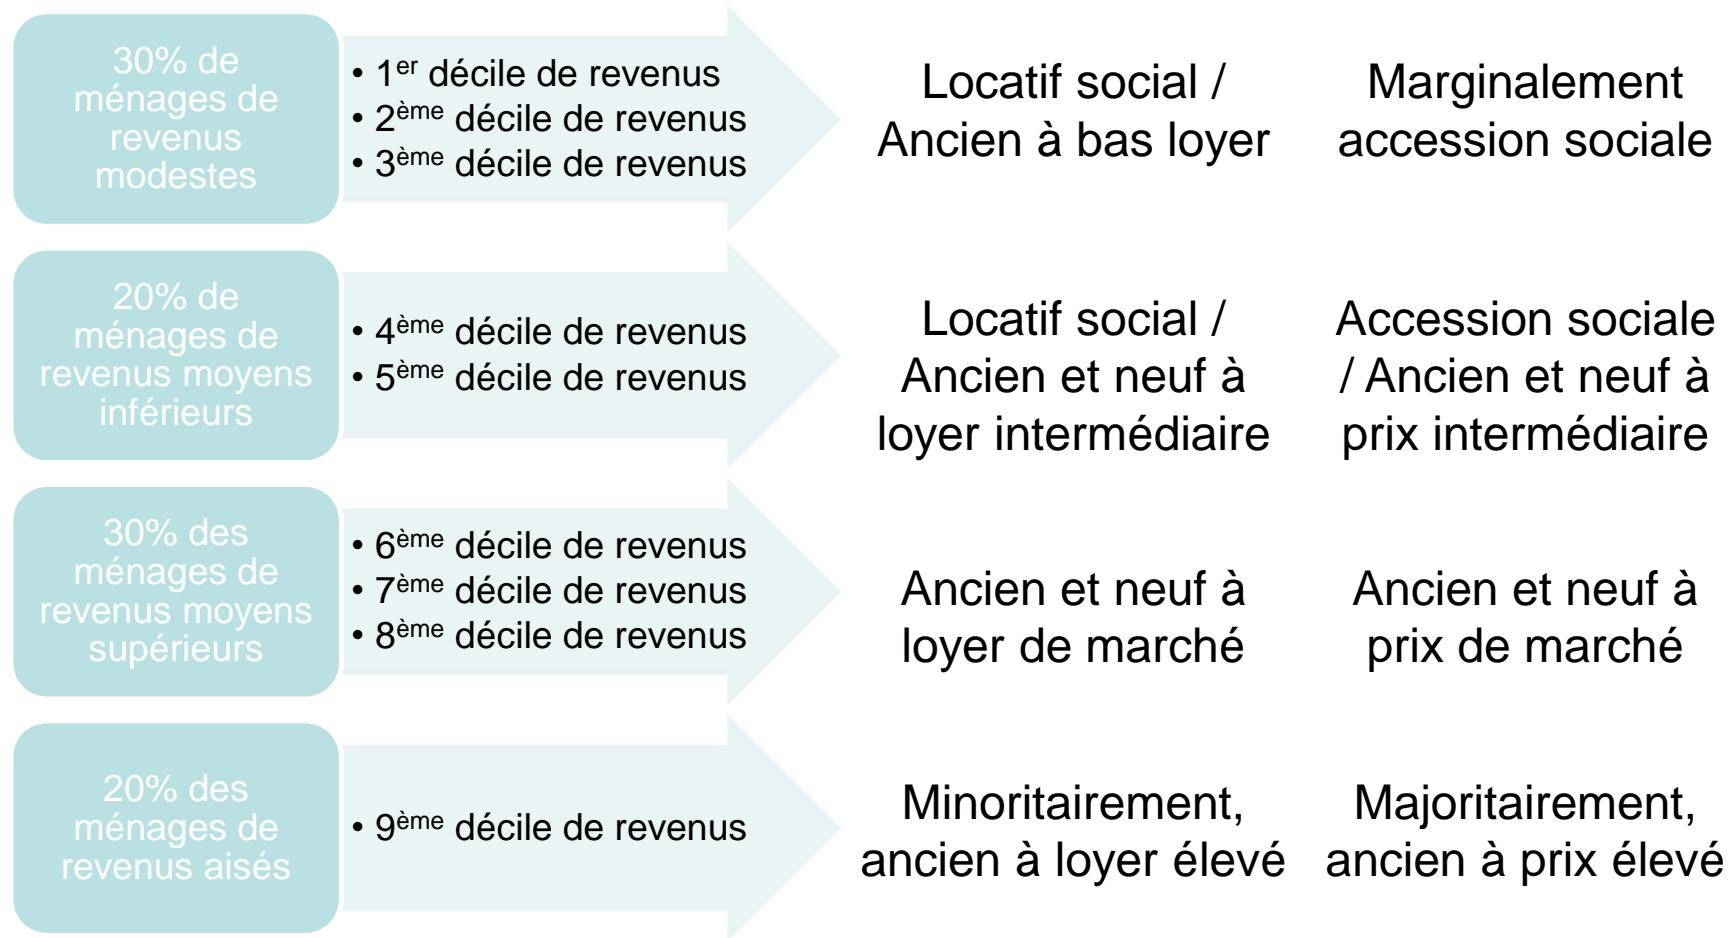 30% de
ménages de
revenus
modestes
• 1er décile de revenus
• 2ème décile de revenus
• 3ème décile de revenus
Locatif social /
Ancien à bas loyer
Marginalement
accession sociale
20% de
ménages de
revenus moyens
inférieurs
• 4ème décile de revenus
• 5ème décile de revenus
Locatif social /
Ancien et neuf à
loyer intermédiaire
Accession sociale
/ Ancien et neuf à
prix intermédiaire
30% des
ménages de
revenus moyens
supérieurs
• 6ème décile de revenus
• 7ème décile de revenus
• 8ème décile de revenus
Ancien et neuf à
loyer de marché
Ancien et neuf à
prix de marché
20% des
ménages de
revenus aisés
• 9ème décile de revenus
Minoritairement,
ancien à loyer élevé
Majoritairement,
ancien à prix élevé